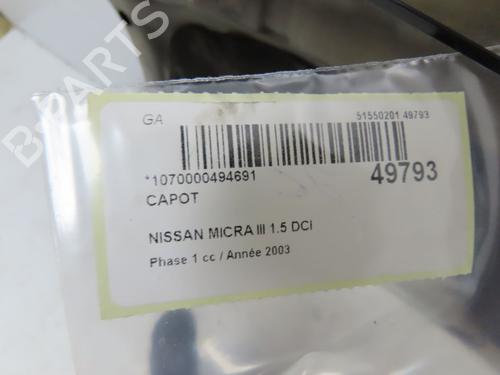 B-PARTS
GA 51550201 49793
*1070000494691 49793
CAPOT
NISSAN MICRA III 1.5 DCI
Phase 1 cc / Année 2003